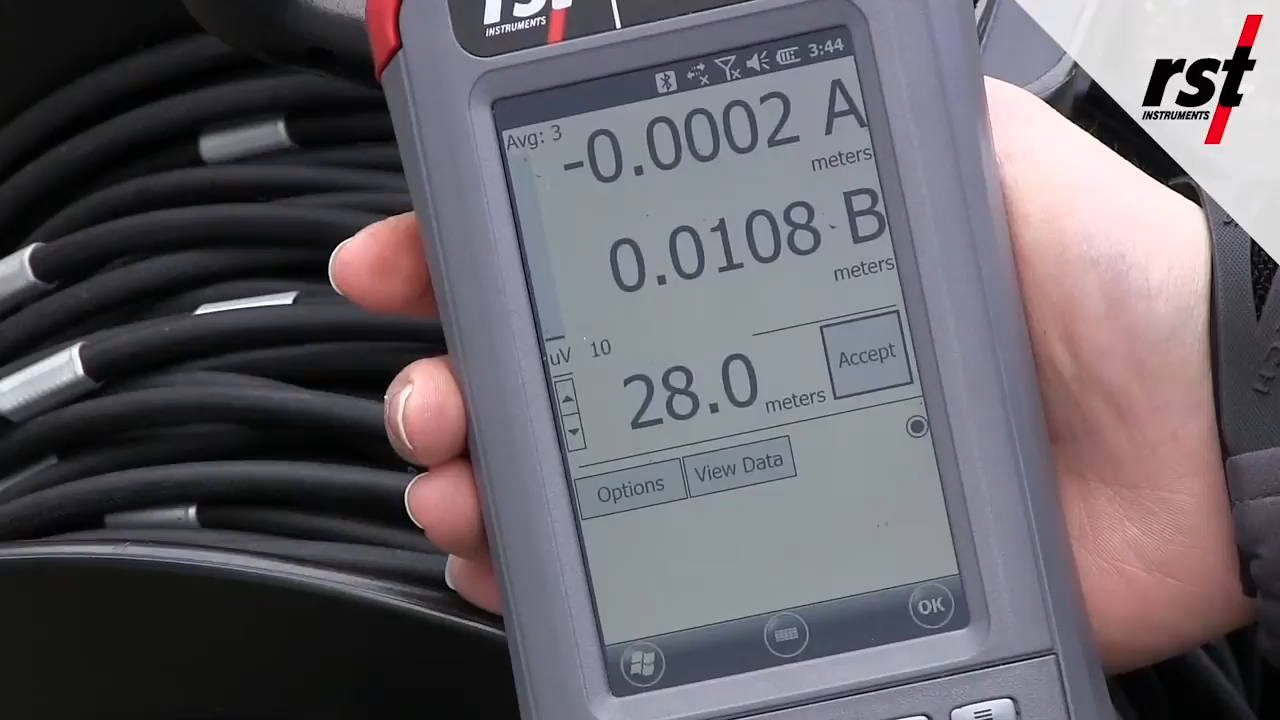 rst
INSTRUMENTS
rst
INSTRUMENTS
3:44
Avg: 3
-0.0002 A
meters
0.0108 B
meters
uV 10
28.0 meters
Accept
Options
View Data
OK